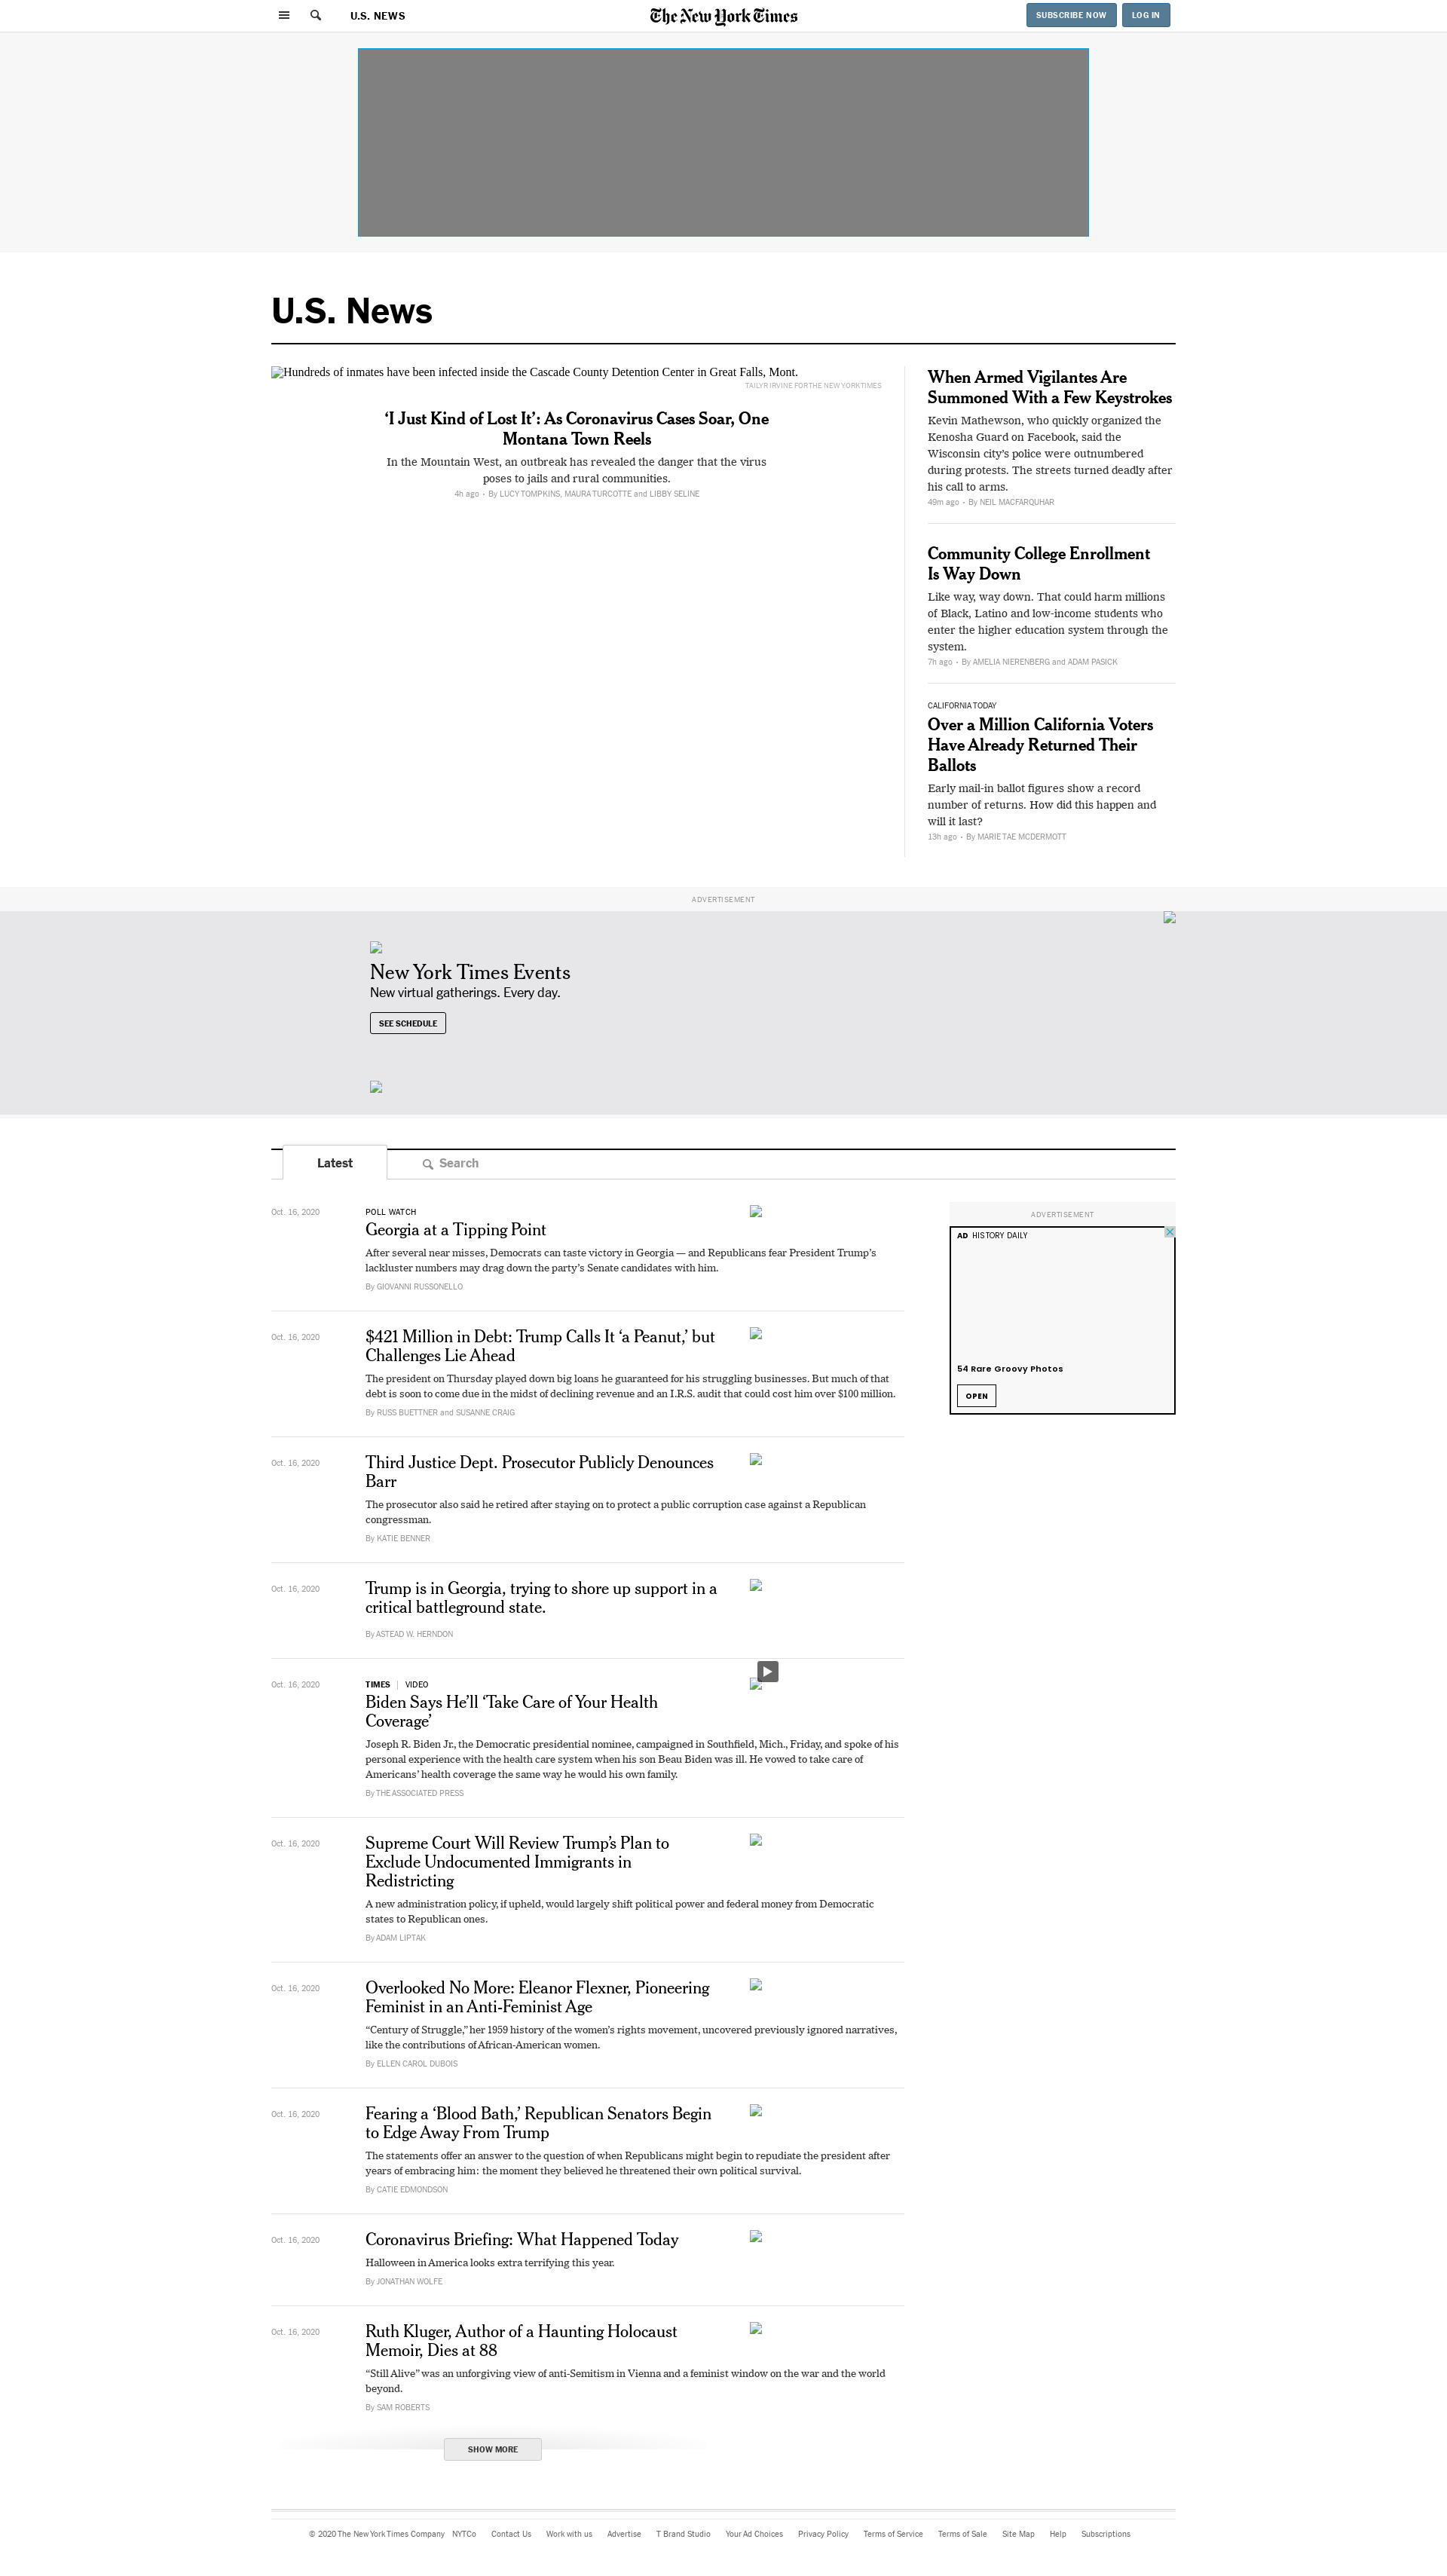 U.S. NEWS
The New York Times
SUBSCRIBE NOW
LOG IN
U.S. News
Hundreds of inmates have been infected inside the Cascade County Detention Center in Great Falls, Mont.
TAILYR IRVINE FOR THE NEW YORK TIMES
‘I Just Kind of Lost It’: As Coronavirus Cases Soar, One
Montana Town Reels
In the Mountain West, an outbreak has revealed the danger that the virus
poses to jails and rural communities.
4h ago • By LUCY TOMPKINS, MAURA TURCOTTE and LIBBY SELINE
When Armed Vigilantes Are
Summoned With a Few Keystrokes
Kevin Mathewson, who quickly organized the
Kenosha Guard on Facebook, said the
Wisconsin city’s police were outnumbered
during protests. The streets turned deadly after
his call to arms.
49m ago • By NEIL MACFARQUHAR
Community College Enrollment
Is Way Down
Like way, way down. That could harm millions
of Black, Latino and low-income students who
enter the higher education system through the
system.
7h ago • By AMELIA NIERENBERG and ADAM PASICK
CALIFORNIA TODAY
Over a Million California Voters
Have Already Returned Their
Ballots
Early mail-in ballot figures show a record
number of returns. How did this happen and
will it last?
13h ago • By MARIE TAE MCDERMOTT
ADVERTISEMENT
New York Times Events
New virtual gatherings. Every day.
SEE SCHEDULE
Latest
Search
Oct. 16, 2020
POLL WATCH
Georgia at a Tipping Point
After several near misses, Democrats can taste victory in Georgia — and Republicans fear President Trump’s
lackluster numbers may drag down the party’s Senate candidates with him.
By GIOVANNI RUSSONELLO
ADVERTISEMENT
AD HISTORY DAILY
54 Rare Groovy Photos
OPEN
Oct. 16, 2020
$421 Million in Debt: Trump Calls It ‘a Peanut,’ but
Challenges Lie Ahead
The president on Thursday played down big loans he guaranteed for his struggling businesses. But much of that
debt is soon to come due in the midst of declining revenue and an I.R.S. audit that could cost him over $100 million.
By RUSS BUETTNER and SUSANNE CRAIG
Oct. 16, 2020
Third Justice Dept. Prosecutor Publicly Denounces
Barr
The prosecutor also said he retired after staying on to protect a public corruption case against a Republican
congressman.
By KATIE BENNER
Oct. 16, 2020
Trump is in Georgia, trying to shore up support in a
critical battleground state.
By ASTEAD W. HERNDON
Oct. 16, 2020
TIMES | VIDEO
Biden Says He’ll ‘Take Care of Your Health
Coverage’
Joseph R. Biden Jr., the Democratic presidential nominee, campaigned in Southfield, Mich., Friday, and spoke of his
personal experience with the health care system when his son Beau Biden was ill. He vowed to take care of
Americans’ health coverage the same way he would his own family.
By THE ASSOCIATED PRESS
Oct. 16, 2020
Supreme Court Will Review Trump’s Plan to
Exclude Undocumented Immigrants in
Redistricting
A new administration policy, if upheld, would largely shift political power and federal money from Democratic
states to Republican ones.
By ADAM LIPTAK
Oct. 16, 2020
Overlooked No More: Eleanor Flexner, Pioneering
Feminist in an Anti-Feminist Age
“Century of Struggle,” her 1959 history of the women’s rights movement, uncovered previously ignored narratives,
like the contributions of African-American women.
By ELLEN CAROL DUBOIS
Oct. 16, 2020
Fearing a ‘Blood Bath,’ Republican Senators Begin
to Edge Away From Trump
The statements offer an answer to the question of when Republicans might begin to repudiate the president after
years of embracing him: the moment they believed he threatened their own political survival.
By CATIE EDMONDSON
Oct. 16, 2020
Coronavirus Briefing: What Happened Today
Halloween in America looks extra terrifying this year.
By JONATHAN WOLFE
Oct. 16, 2020
Ruth Kluger, Author of a Haunting Holocaust
Memoir, Dies at 88
“Still Alive” was an unforgiving view of anti-Semitism in Vienna and a feminist window on the war and the world
beyond.
By SAM ROBERTS
SHOW MORE
© 2020 The New York Times Company NYTCo Contact Us Work with us Advertise T Brand Studio Your Ad Choices Privacy Policy Terms of Service Terms of Sale Site Map Help Subscriptions